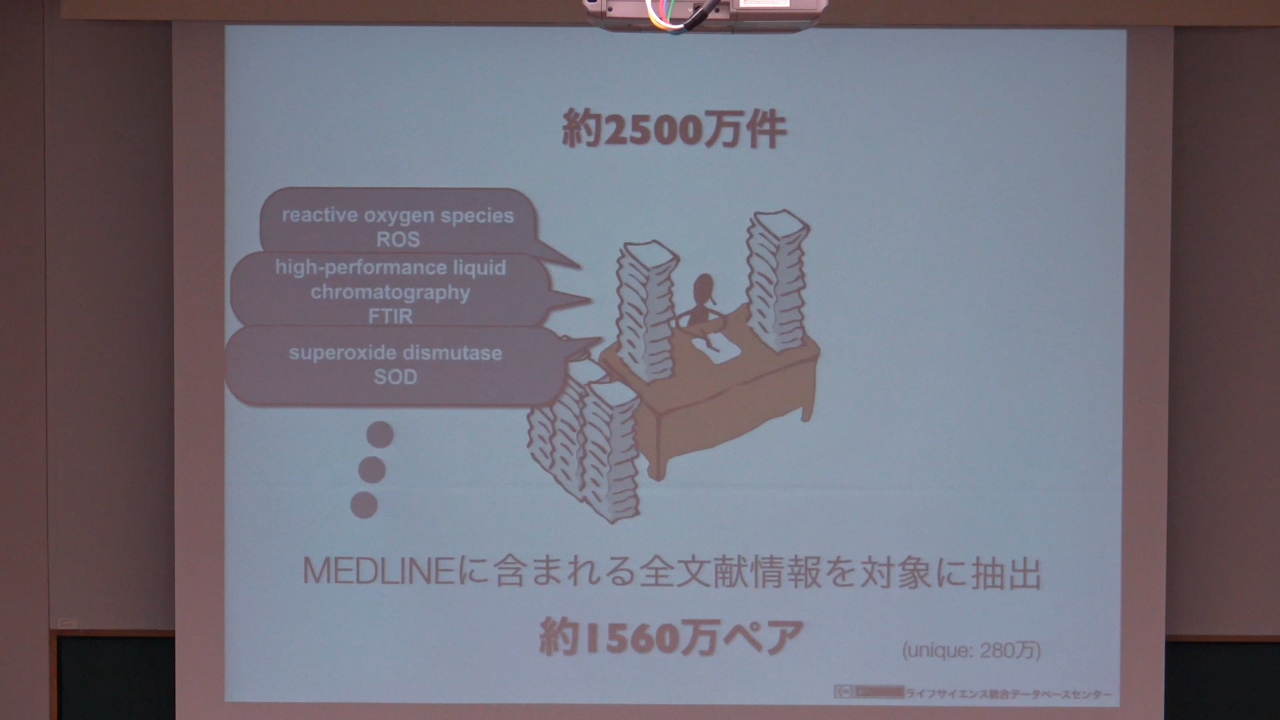 約2500万件
reactive oxygen species
ROS
high-performance liquid
chromatography
FTIR
superoxide dismutase
SOD
MEDLINEに含まれる全文献情報を対象に抽出
約1560万ペア
(unique: 280万)
ライフサイエンス統合データベースセンター